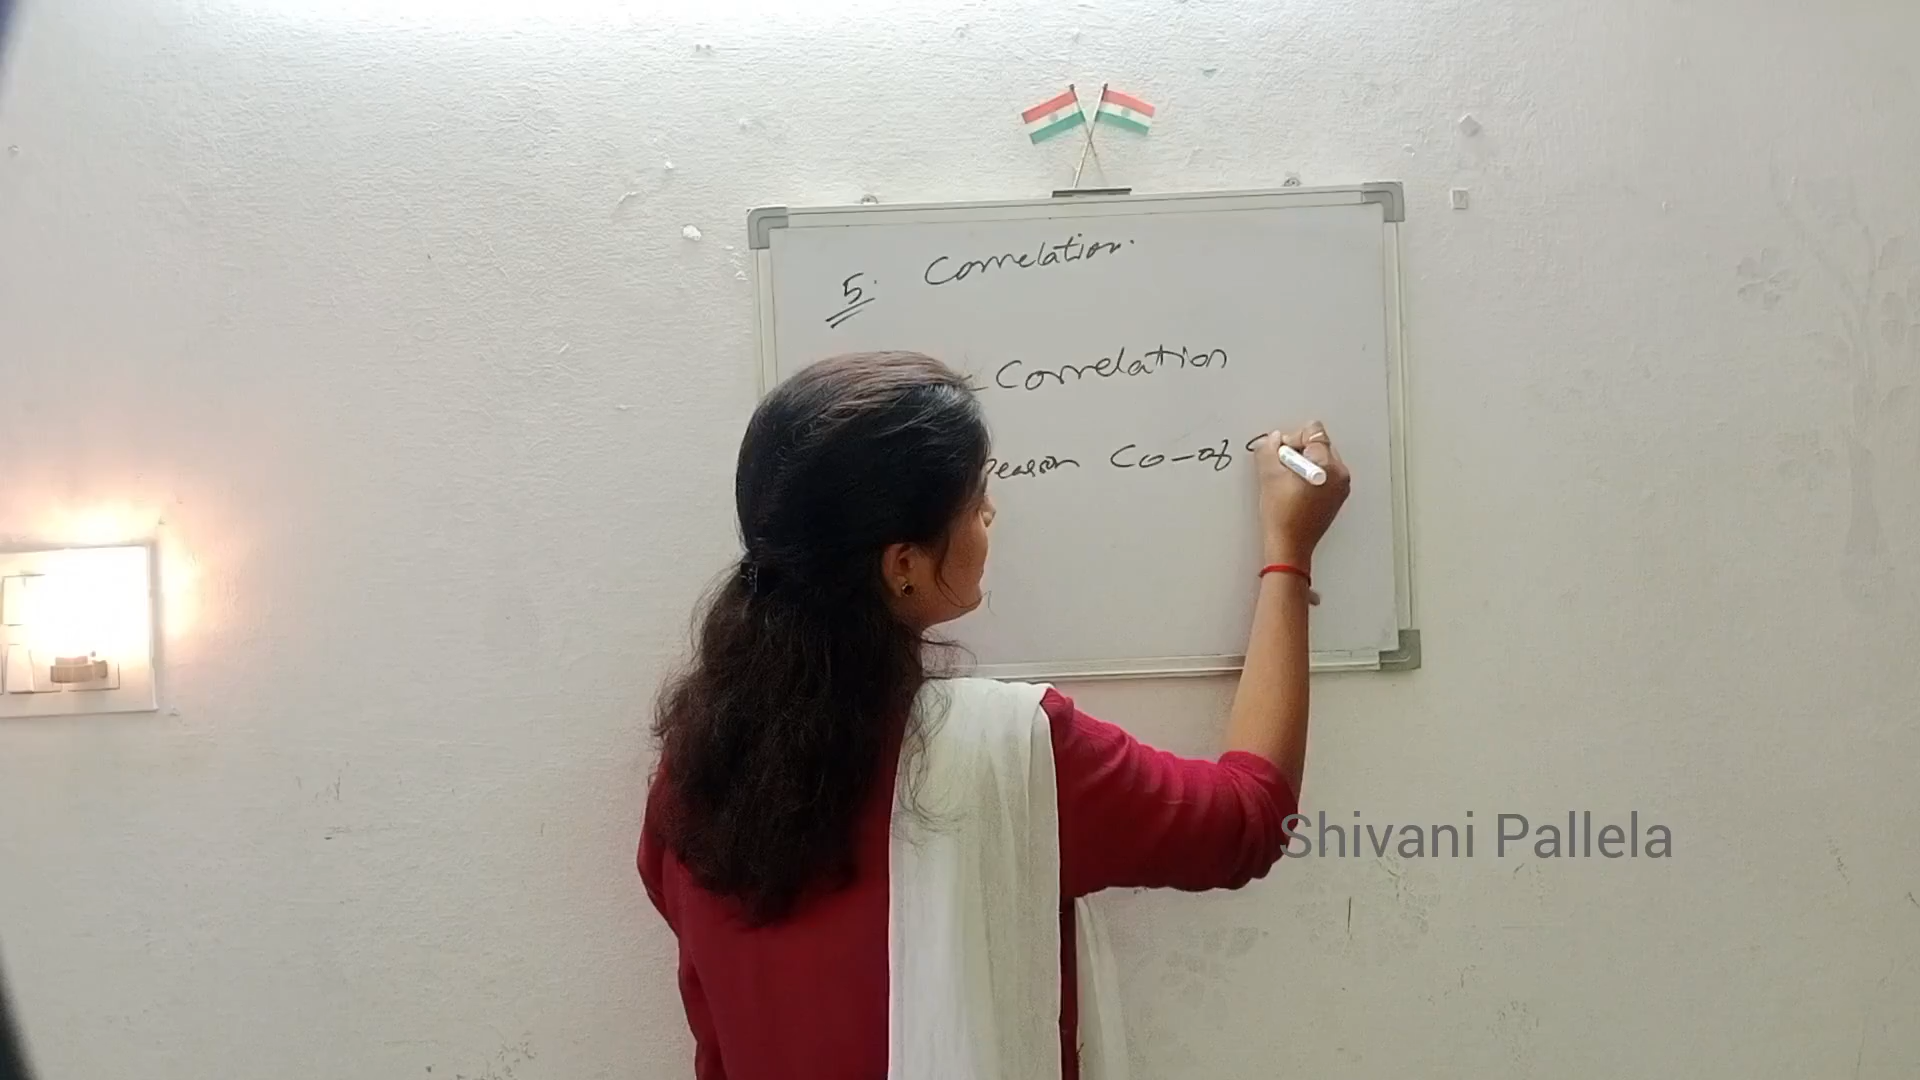 5. Correlation.
- Correlation
Pearson Co-of C
Shivani Pallela